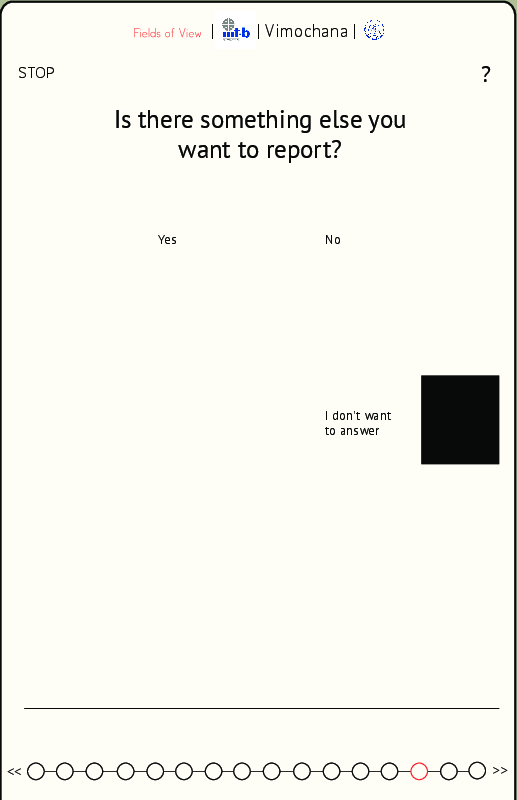 Fields of View | mtb | Vimochana |
STOP ?
Is there something else you
want to report?
Yes No
I don't want
to answer
<< >>